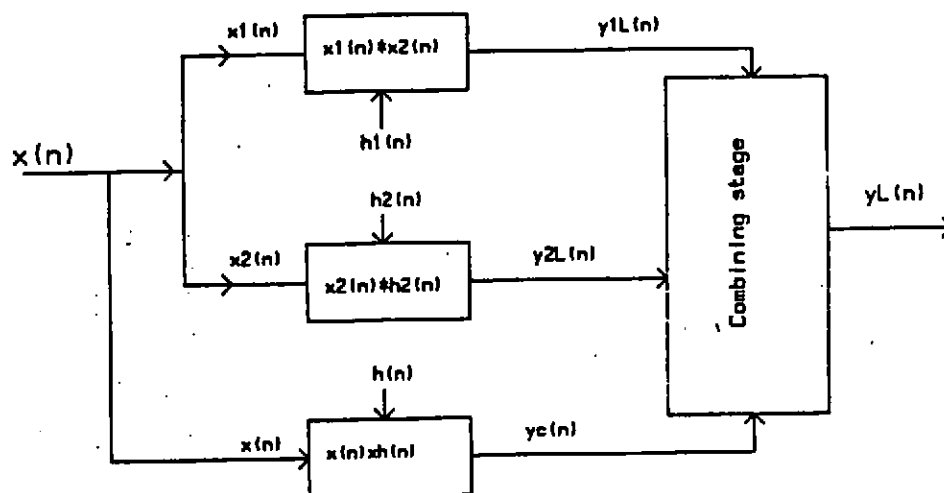 x1(n)
x1(n)*x2(n)
y1L(n)
h1(n)
x(n)
h2(n)
x2(n)
x2(n)*h2(n)
y2L(n)
Combining stage
yL(n)
h(n)
x(n)
x(n)xh(n)
yc(n)